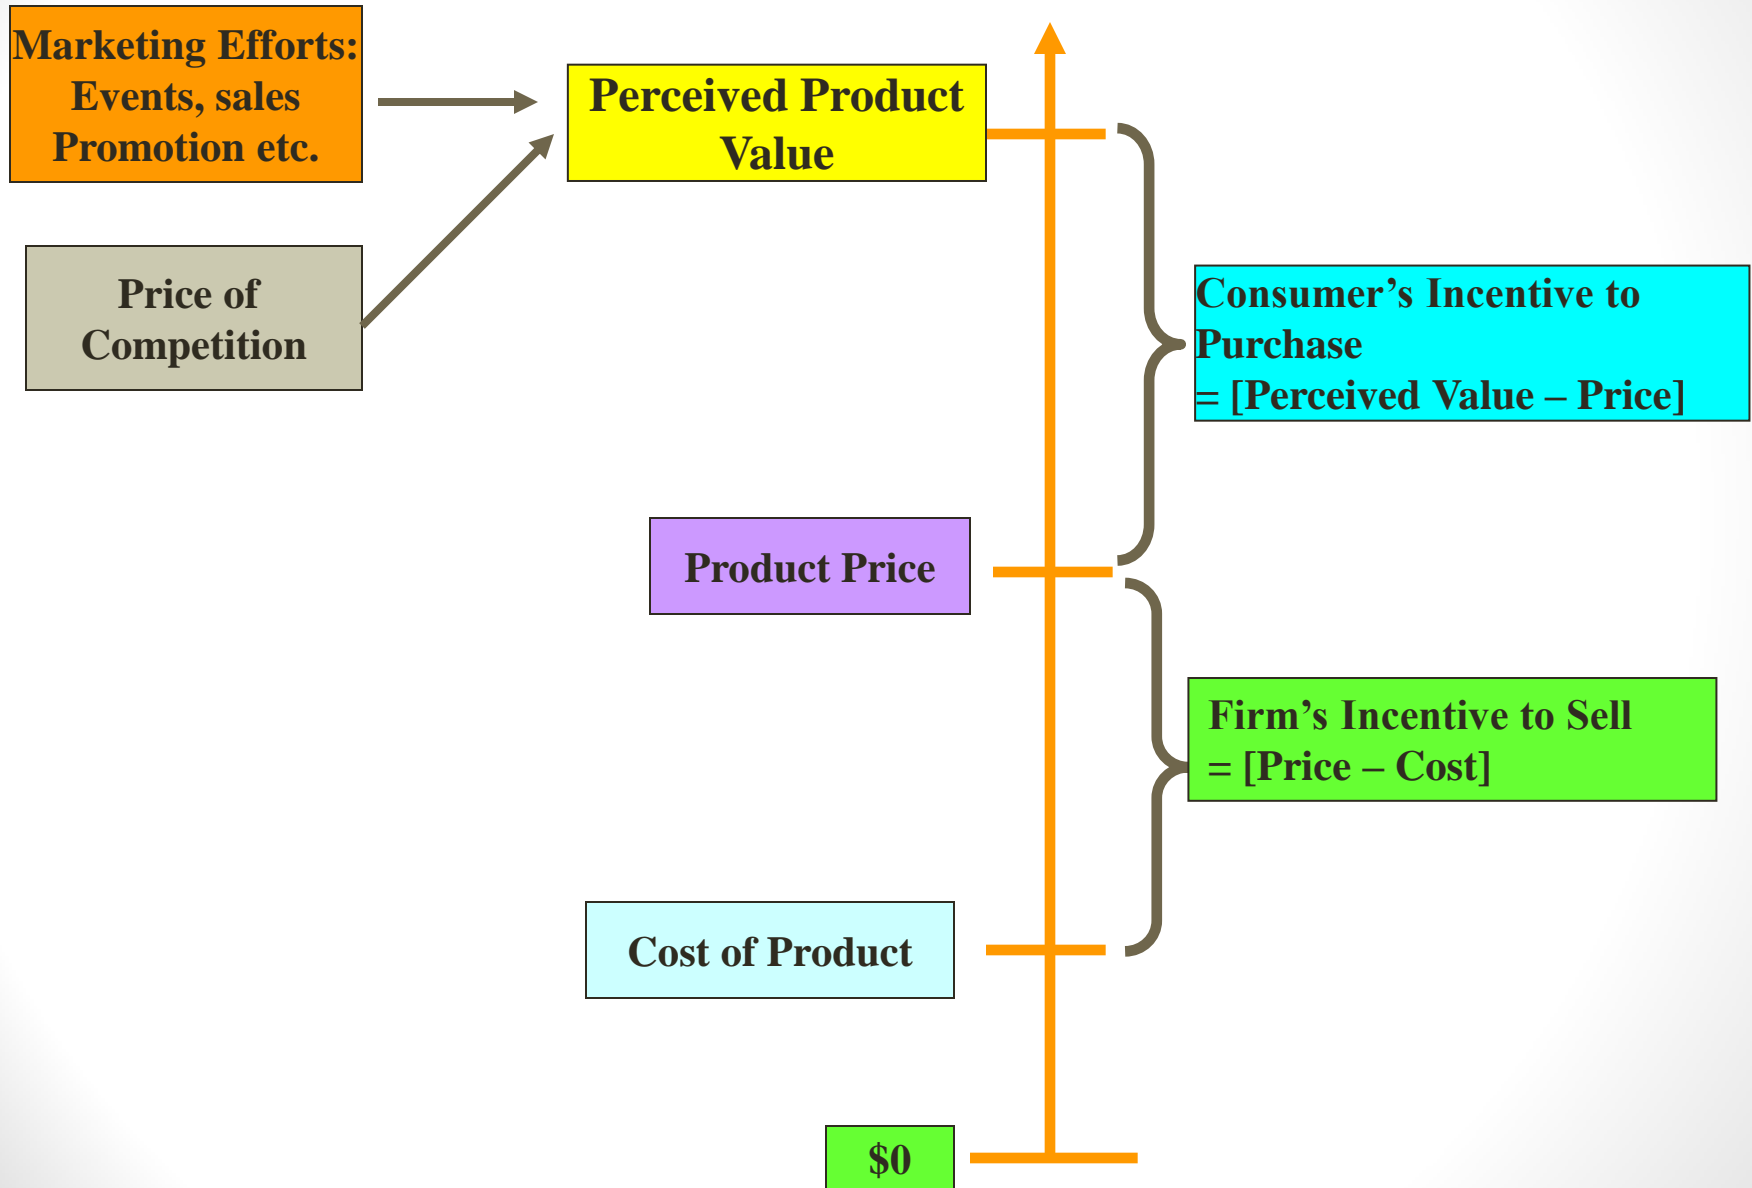 Marketing Efforts:
Events, sales
Promotion etc.
Perceived Product
Value
Price of
Competition
Consumer’s Incentive to
Purchase
= [Perceived Value – Price]
Product Price
Firm’s Incentive to Sell
= [Price – Cost]
Cost of Product
$0